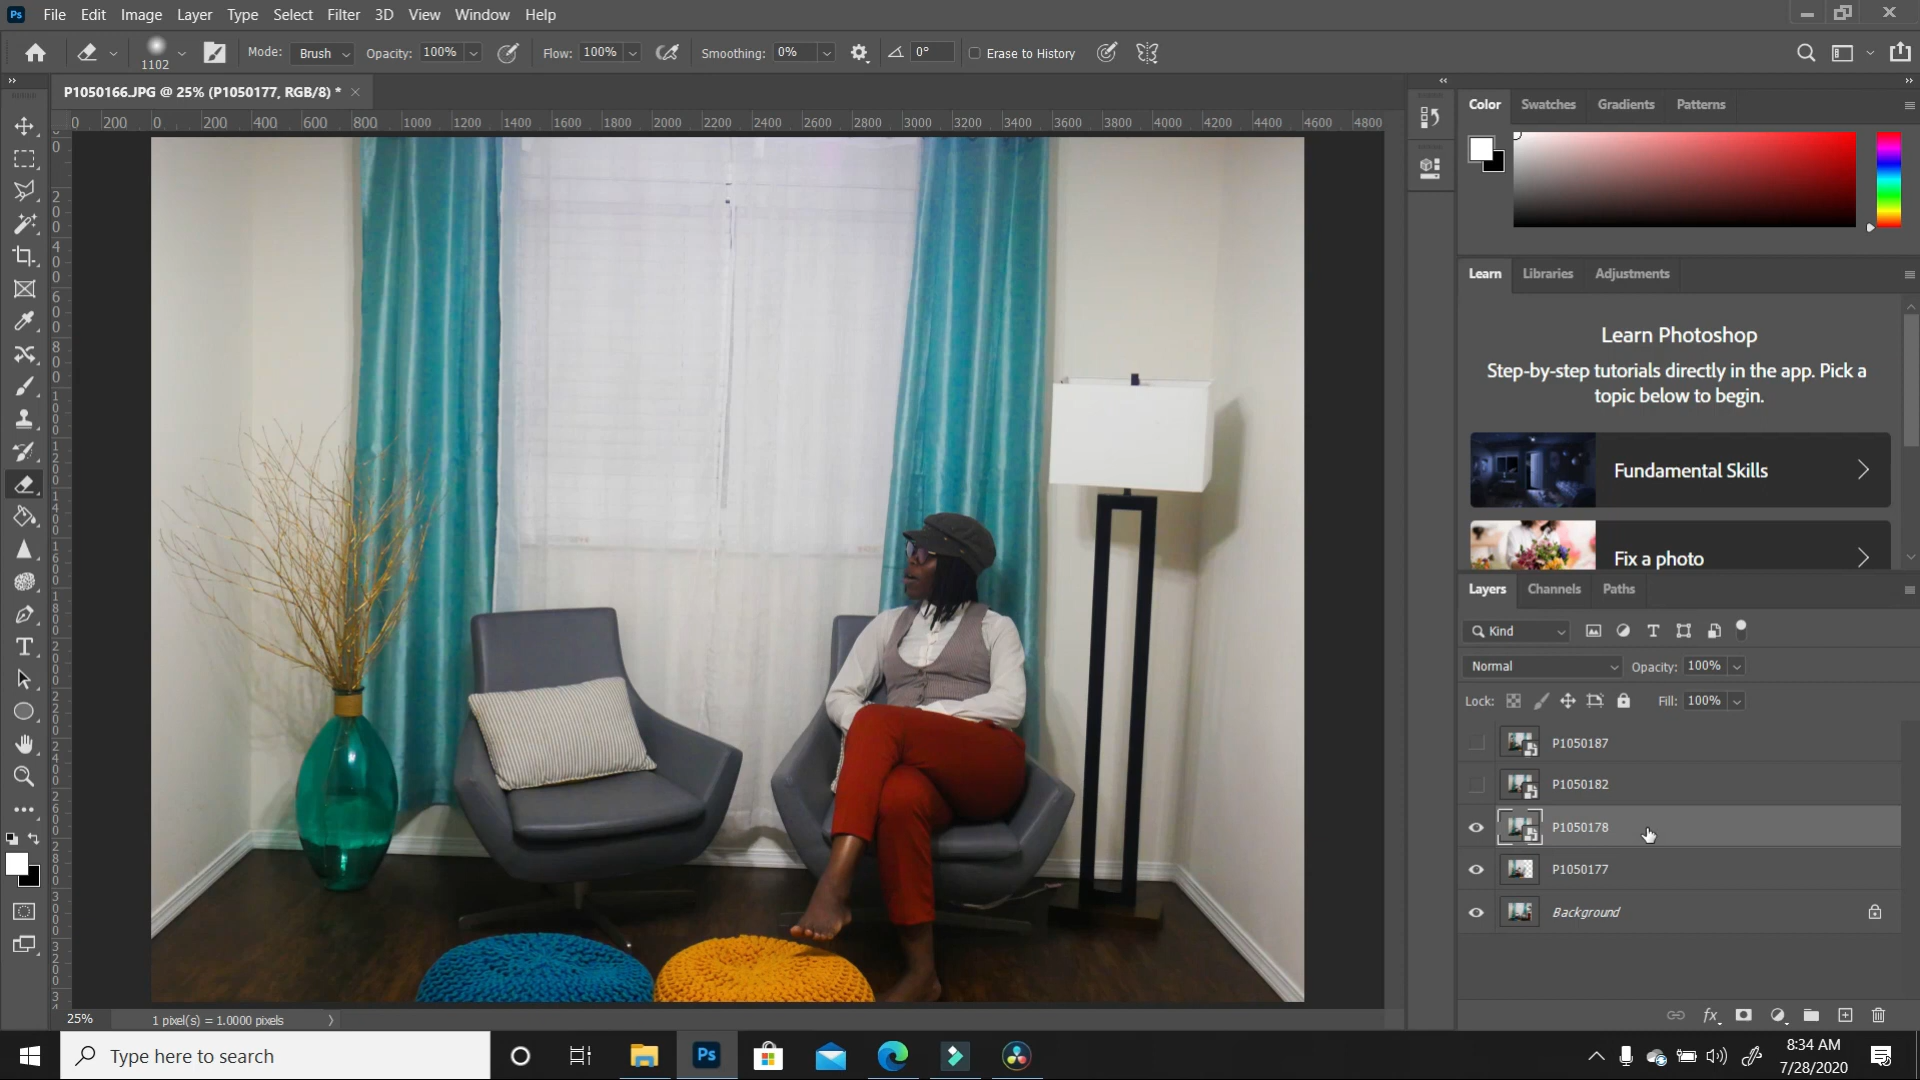 Ps File Edit Image Layer Type Select Filter 3D View Window Help
1102 Mode: Brush Opacity: 100% Flow: 100% Smoothing: 0% 0° Erase to History
P1050166.JPG @ 25% (P1050177, RGB/8) * ×
0 200 0 200 400 600 800 1000 1200 1400 1600 1800 2000 2200 2400 2600 2800 3000 3200 3400 3600 3800 4000 4200 4400 4600 4800
Color Swatches Gradients Patterns
Learn Libraries Adjustments
Learn Photoshop
Step-by-step tutorials directly in the app. Pick a
topic below to begin.
Fundamental Skills
Fix a photo
Layers Channels Paths
Kind
Normal Opacity: 100%
Lock: Fill: 100%
P1050187
P1050182
P1050178
P1050177
Background
25% 1 pixel(s) = 1.0000 pixels
Type here to search
Ps
8:34 AM
7/28/2020